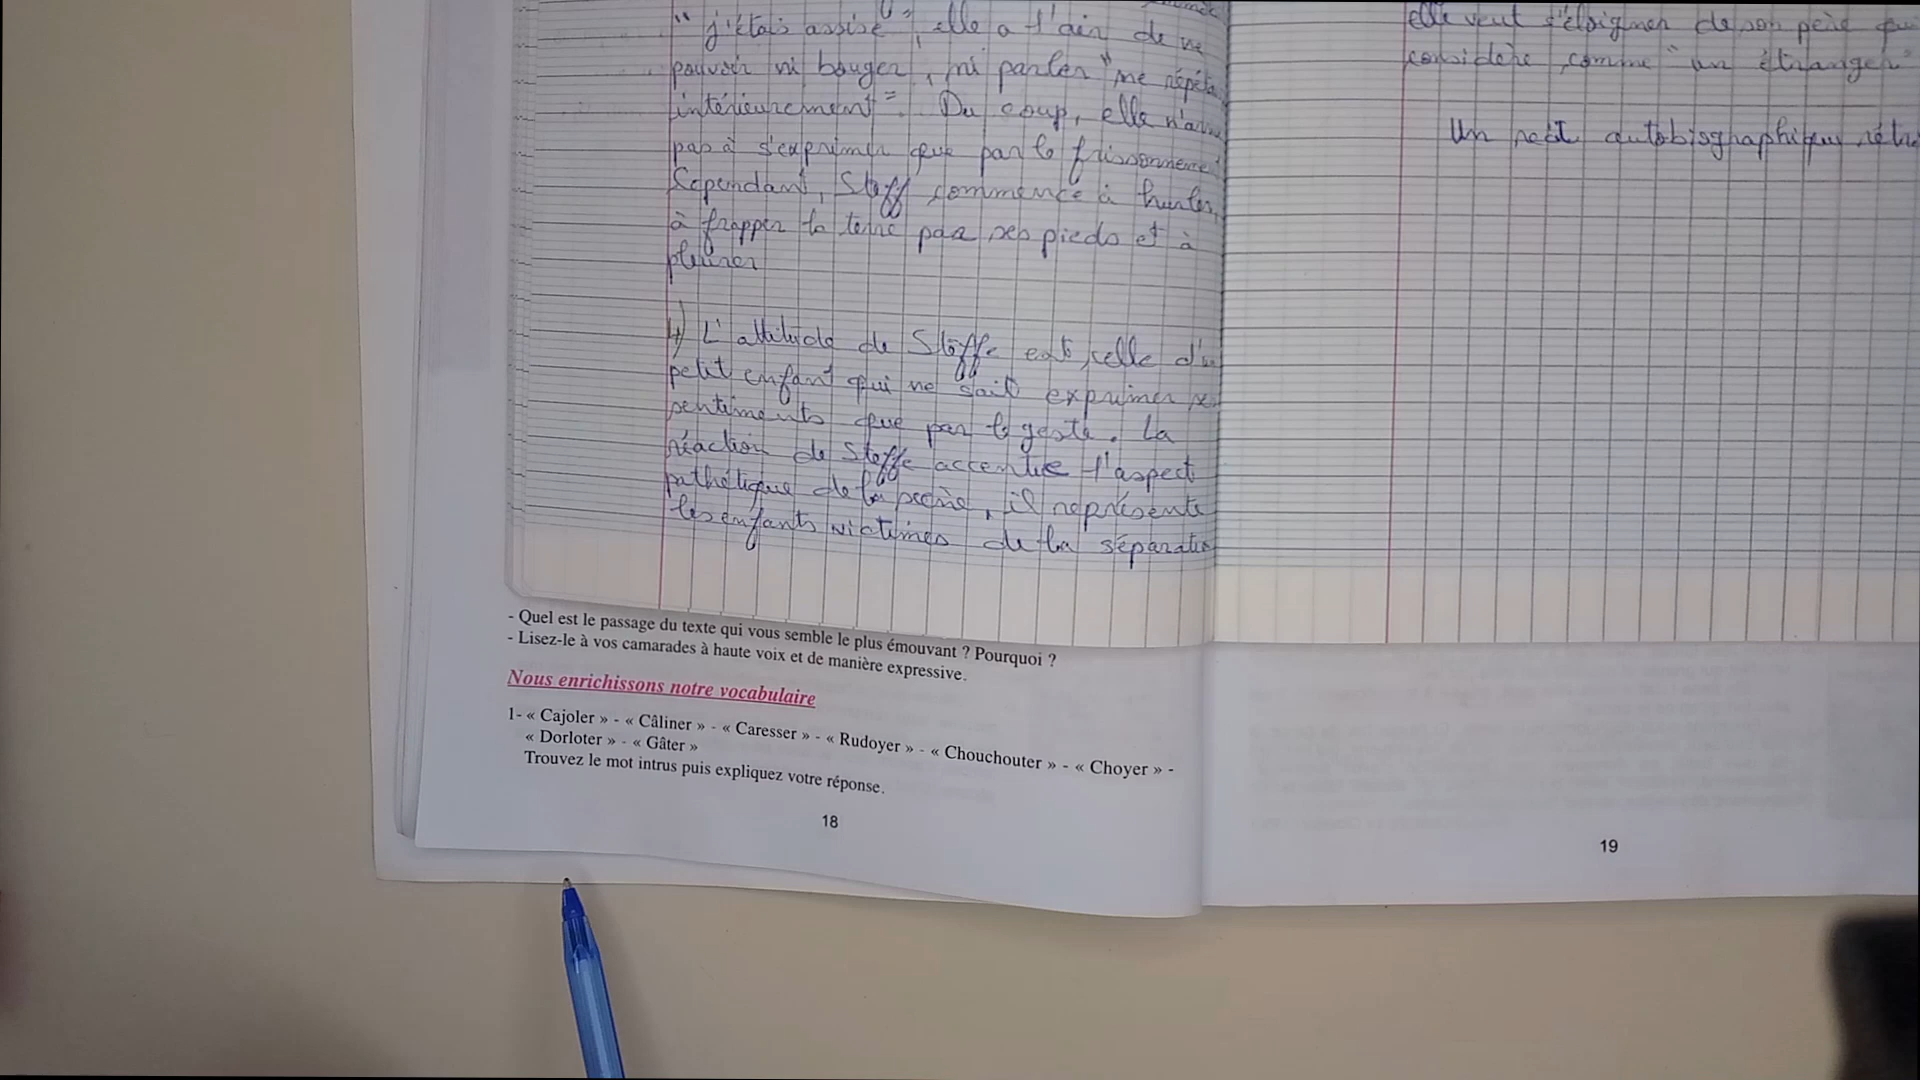 "j'étais assise", elle a l'air de ne
pouvoir ni bouger, ni parler "me répéta
intérieurement". Du coup, elle n'arrive
pas à s'exprimer que par le frissonnement
Cependant, Stoff commence à hurler,
à frapper la terre par ses pieds et à
pleurer
4) L'attitude de Stoffe est celle d'un
petit enfant qui ne sait exprimer ses
sentiments que par le geste. La
réaction de Stoffe accentue l'aspect
pathétique de la scène, il représente
les enfants victimes de la séparation
- Quel est le passage du texte qui vous semble le plus émouvant ? Pourquoi ?
- Lisez-le à vos camarades à haute voix et de manière expressive.
Nous enrichissons notre vocabulaire
1- « Cajoler » - « Câliner » - « Caresser » - « Rudoyer » - « Chouchouter » - « Choyer » -
« Dorloter » - « Gâter »
Trouvez le mot intrus puis expliquez votre réponse.
18
elle veut s'éloigner de son père qu
considère comme "un étranger"
Un récit autobiographique
19